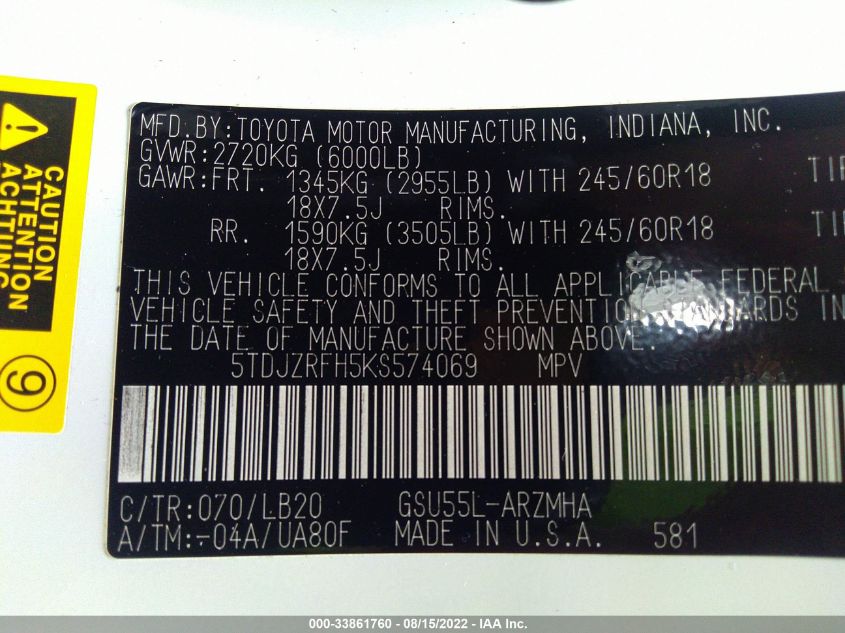 CAUTION
ATTENTION
ACHTUNG
9
MFD.BY:TOYOTA MOTOR MANUFACTURING, INDIANA, INC.
GVWR:2720KG (6000LB)
GAWR:FRT. 1345KG (2955LB) WITH 245/60R18
18X7.5J RIMS.
RR. 1590KG (3505LB) WITH 245/60R18
18X7.5J RIMS.
THIS VEHICLE CONFORMS TO ALL APPLICABLE FEDERAL
VEHICLE SAFETY AND THEFT PREVENTION STANDARDS IN
THE DATE OF MANUFACTURE SHOWN ABOVE.
5TDJZRFH5KS574069 MPV
C/TR:070/LB20 GSU55L-ARZMHA
A/TM:-04A/UA80F MADE IN U.S.A. 581
000-33861760 - 08/15/2022 - IAA Inc.